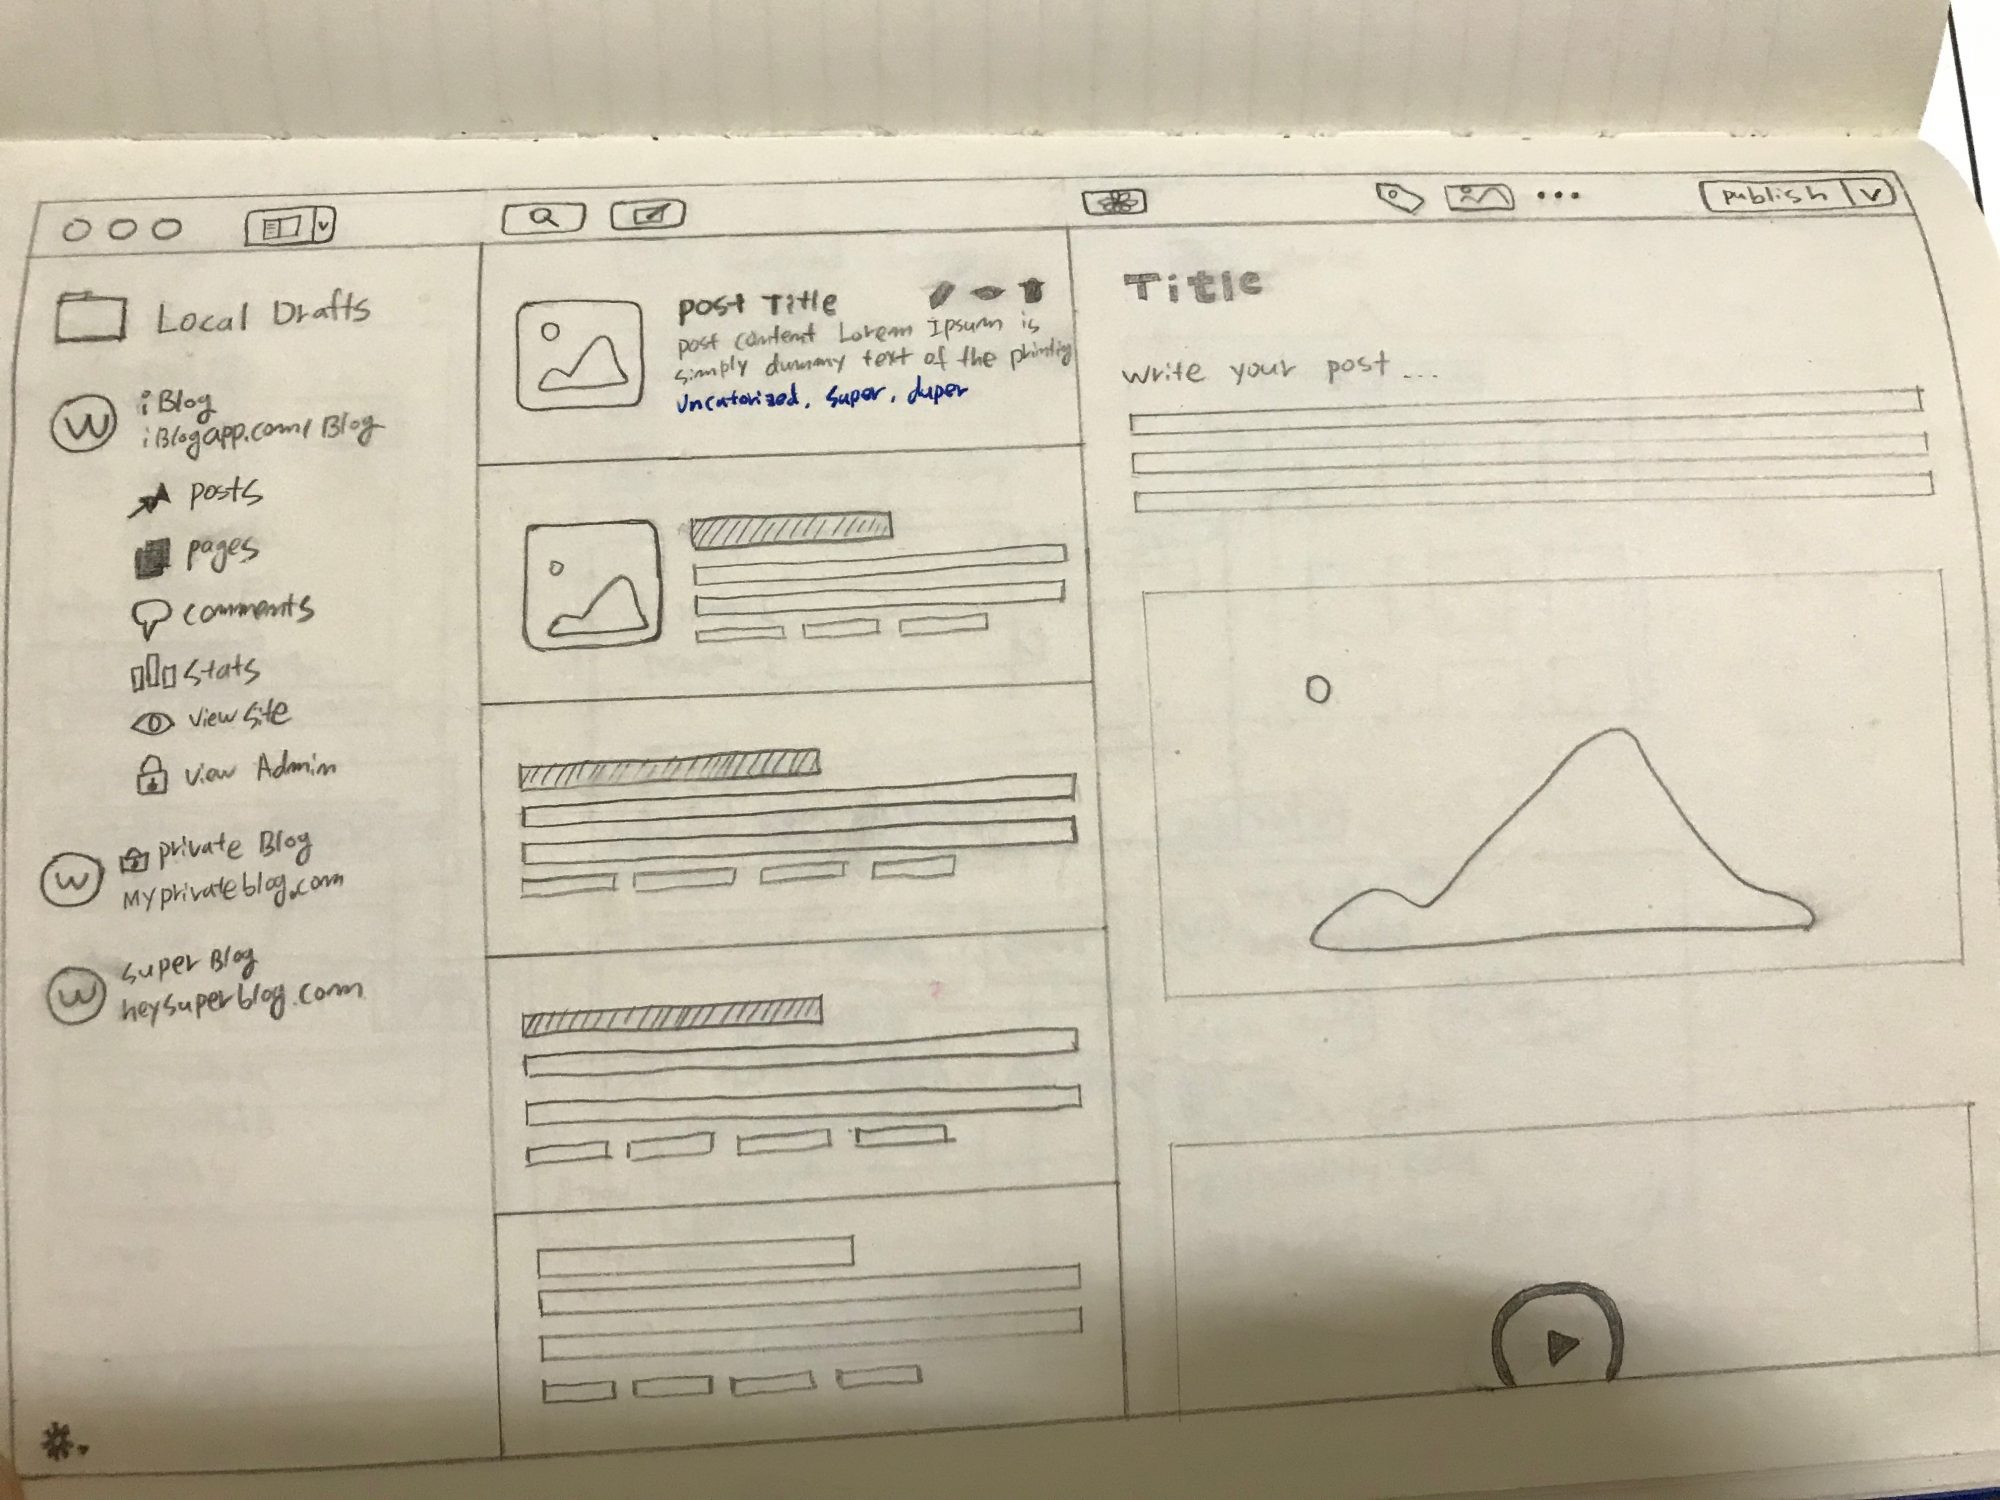 publish
Local Drafts
iBlog
iBlogapp.com/Blog
posts
pages
comments
stats
view site
view Admin
private Blog
Myprivateblog.com
super Blog
heysuperblog.com
post Title
post content Lorem Ipsum is
simply dummy text of the printing
Uncatorized, super, duper
Title
write your post...